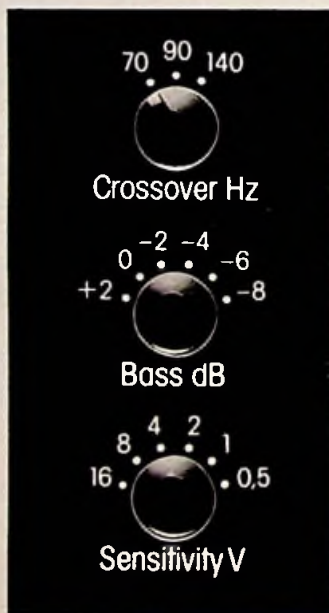 70 90 140
Crossover Hz
+2 0 -2 -4 -6 -8
Bass dB
16 8 4 2 1 0,5
Sensitivity V